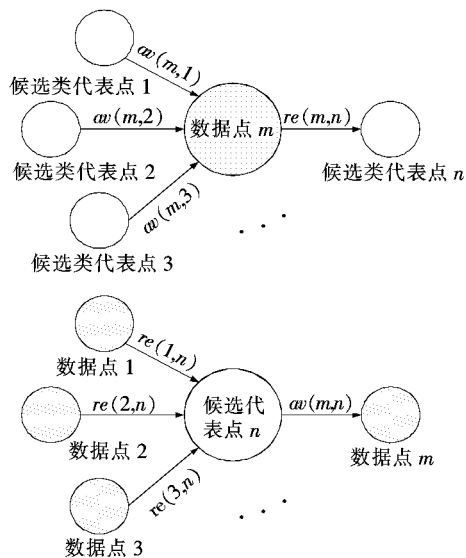 av(m,1)
候选类代表点 1
av(m,2)
数据点 m
re(m,n)
候选类代表点 2
候选类代表点 n
av(m,3)
候选类代表点 3
. . .
数据点 1
re(1,n)
re(2,n)
候选代
表点 n
av(m,n)
数据点 2
数据点 m
re(3,n)
数据点 3
. . .